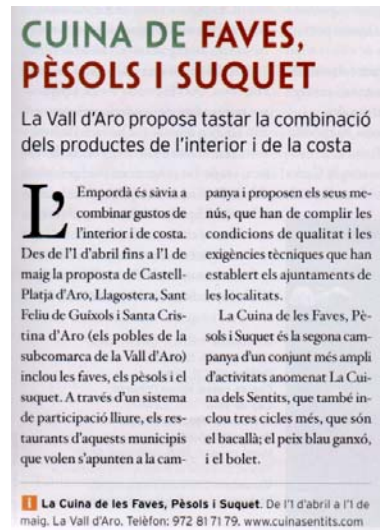 CUINA DE FAVES,
PÈSOLS I SUQUET
La Vall d'Aro proposa tastar la combinació
dels productes de l'interior i de la costa
L'Empordà és sàvia a
combinar gustos de
l'interior i de costa.
Des de l'1 d'abril fins a l'1 de
maig la proposta de Castell-
Platja d'Aro, Llagostera, Sant
Feliu de Guíxols i Santa Cris-
tina d'Aro (els pobles de la
subcomarca de la Vall d'Aro)
inclou les faves, els pèsols i el
suquet. A través d'un sistema
de participació lliure, els res-
taurants d'aquests municipis
que volen s'apunten a la cam-
panya i proposen els seus me-
nús, que han de complir les
condicions de qualitat i les
exigències tècniques que han
establert els ajuntaments de
les localitats.
La Cuina de les Faves, Pè-
sols i Suquet és la segona cam-
panya d'un conjunt més ampli
d'activitats anomenat La Cui-
na dels Sentits, que també in-
clou tres cicles més, que són
el bacallà; el peix blau ganxó,
i el bolet.
i La Cuina de les Faves, Pèsols i Suquet. De l'1 d'abril a l'1 de
maig. La Vall d'Aro. Telèfon: 972 81 71 79. www.cuinasentits.com